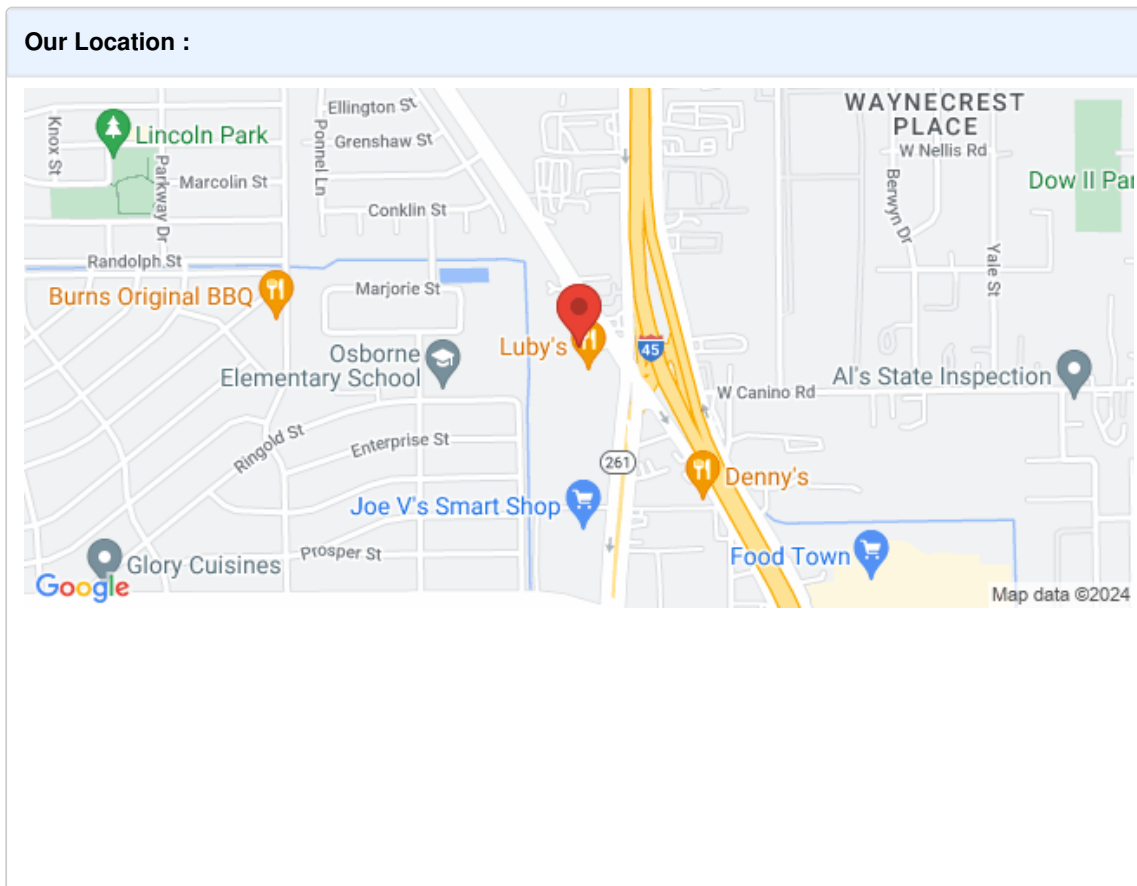 Our Location :
WAYNECREST
PLACE
Ellington St
Knox St
Lincoln Park
Ponnel Ln
Grenshaw St
W Nellis Rd
Parkway Dr
Marcolin St
Berwyn Dr
Dow II Par
Conklin St
Yale St
Randolph St
Marjorie St
Burns Original BBQ
Luby's
45
Osborne
Elementary School
Al's State Inspection
W Canino Rd
Ringold St
Enterprise St
261
Denny's
Joe V's Smart Shop
Food Town
Prosper St
Glory Cuisines
Google
Map data ©2024